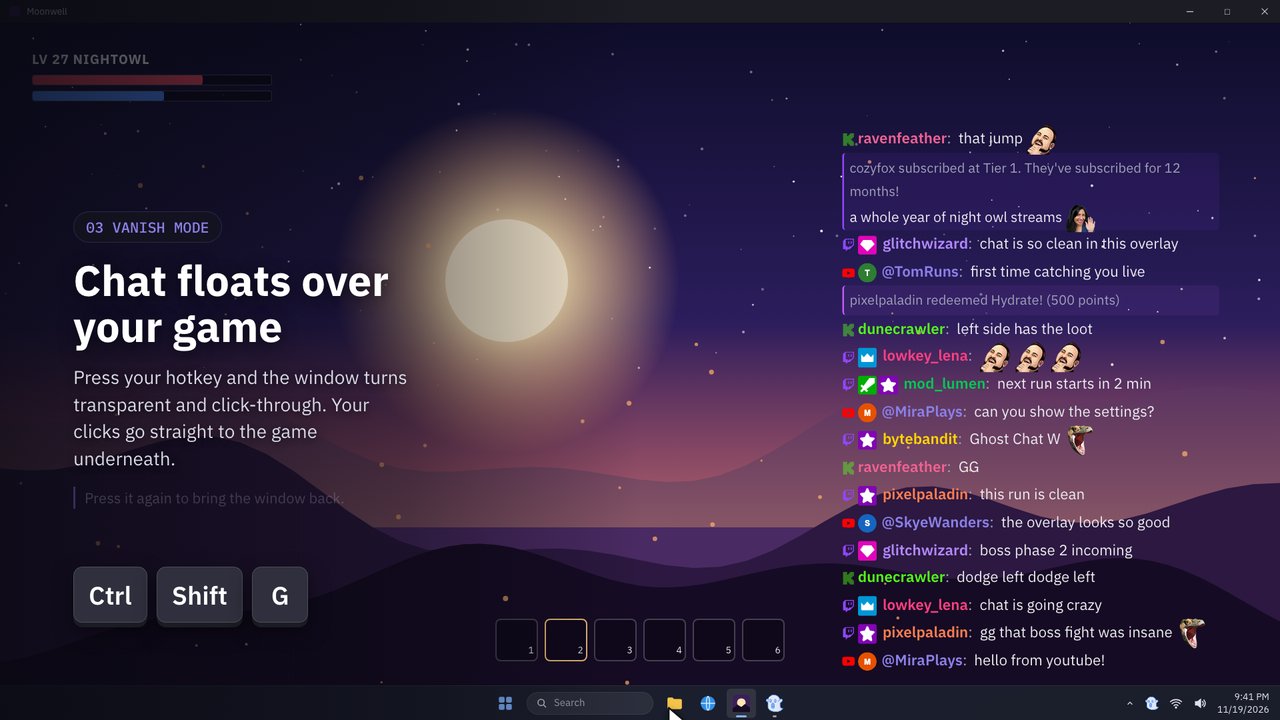 Moonwell
LV 27 NIGHTOWL
03 VANISH MODE
Chat floats over
your game
Press your hotkey and the window turns
transparent and click-through. Your
clicks go straight to the game
underneath.
Press it again to bring the window back.
Ctrl
Shift
G
ravenfeather: that jump
cozyfox subscribed at Tier 1. They've subscribed for 12
months!
a whole year of night owl streams
glitchwizard: chat is so clean in this overlay
T @TomRuns: first time catching you live
pixelpaladin redeemed Hydrate! (500 points)
dunecrawler: left side has the loot
lowkey_lena:
mod_lumen: next run starts in 2 min
M @MiraPlays: can you show the settings?
bytebandit: Ghost Chat W
ravenfeather: GG
pixelpaladin: this run is clean
S @SkyeWanders: the overlay looks so good
glitchwizard: boss phase 2 incoming
dunecrawler: dodge left dodge left
lowkey_lena: chat is going crazy
pixelpaladin: gg that boss fight was insane
M @MiraPlays: hello from youtube!
1 2 3 4 5 6
Search
9:41 PM
11/19/2026